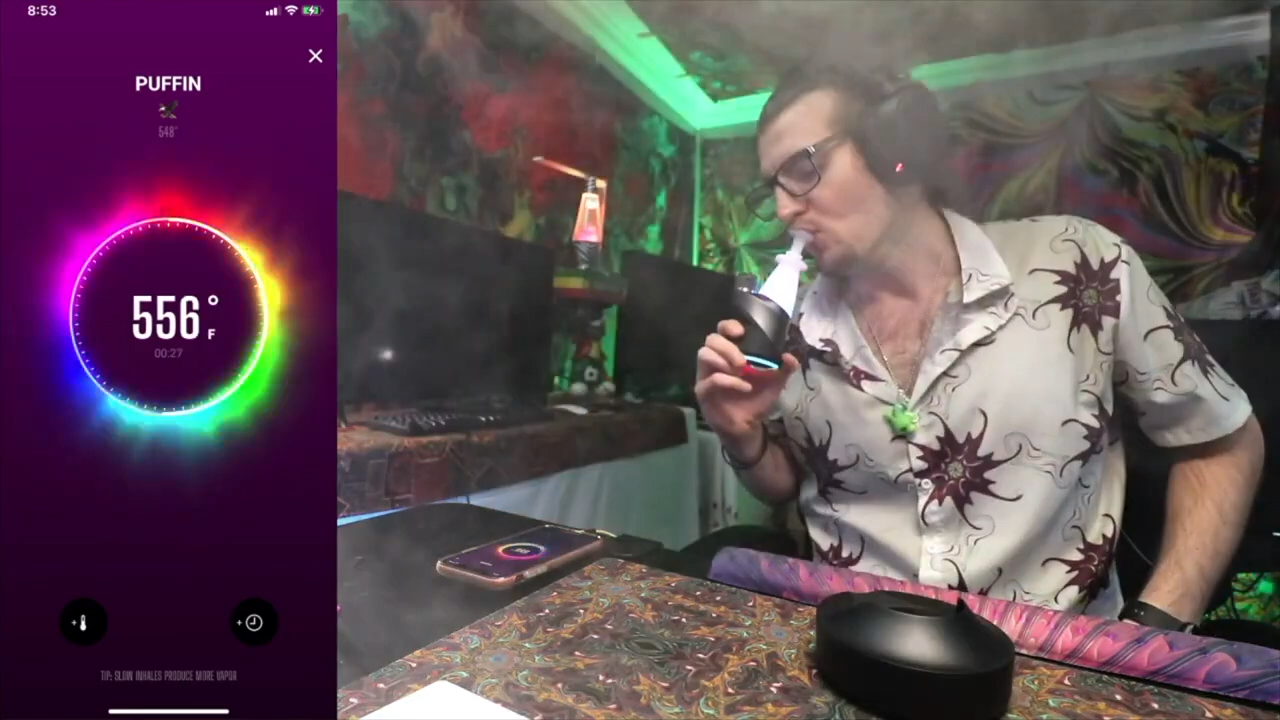 8:53
PUFFIN
548°
556°
F
00:27
+
+
TIP: SLOW INHALES PRODUCE MORE VAPOR